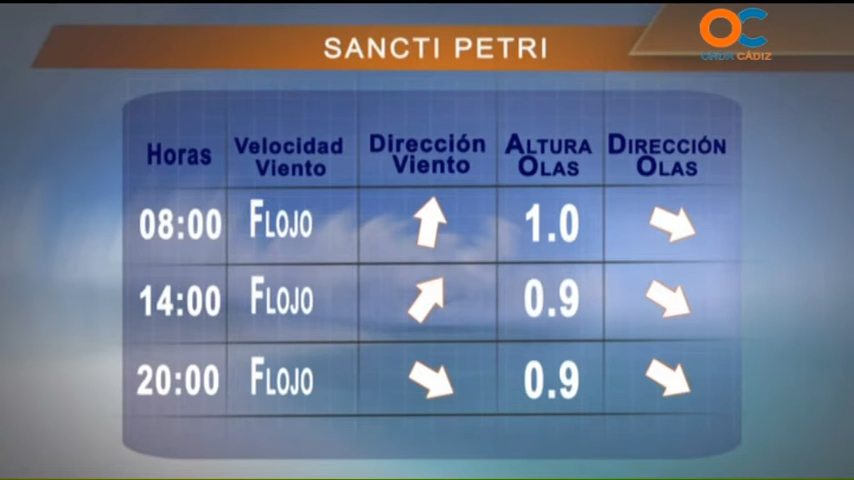 SANCTI PETRI
OC
ONDA CÁDIZ
Horas Velocidad Viento Dirección Viento ALTURA OLAS DIRECCIÓN OLAS
08:00 FLOJO 1.0
14:00 FLOJO 0.9
20:00 FLOJO 0.9